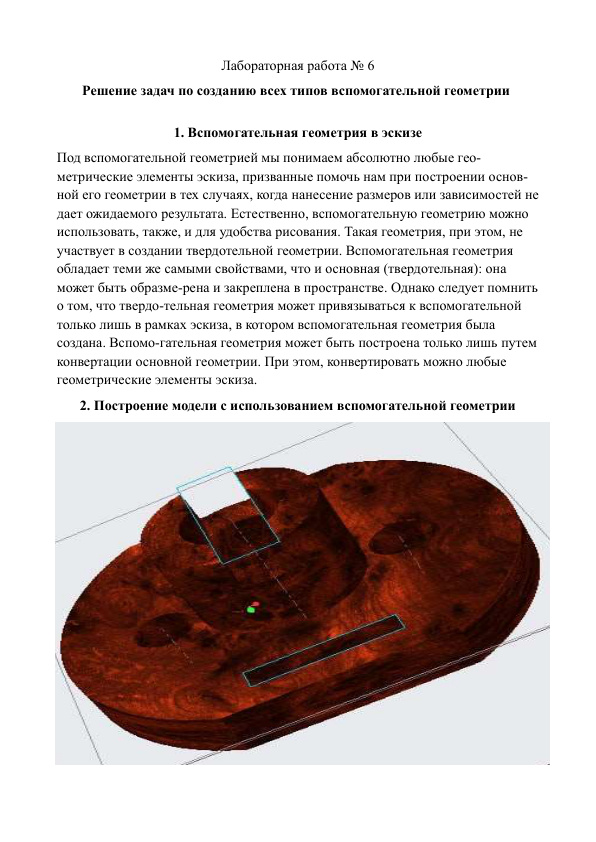 Лабораторная работа № 6
Решение задач по созданию всех типов вспомогательной геометрии
1. Вспомогательная геометрия в эскизе
Под вспомогательной геометрией мы понимаем абсолютно любые гео-
метрические элементы эскиза, призванные помочь нам при построении основ-
ной его геометрии в тех случаях, когда нанесение размеров или зависимостей не
дает ожидаемого результата. Естественно, вспомогательную геометрию можно
использовать, также, и для удобства рисования. Такая геометрия, при этом, не
участвует в создании твердотельной геометрии. Вспомогательная геометрия
обладает теми же самыми свойствами, что и основная (твердотельная): она
может быть образме-рена и закреплена в пространстве. Однако следует помнить
о том, что твердо-тельная геометрия может привязываться к вспомогательной
только лишь в рамках эскиза, в котором вспомогательная геометрия была
создана. Вспомо-гательная геометрия может быть построена только лишь путем
конвертации основной геометрии. При этом, конвертировать можно любые
геометрические элементы эскиза.
2. Построение модели с использованием вспомогательной геометрии